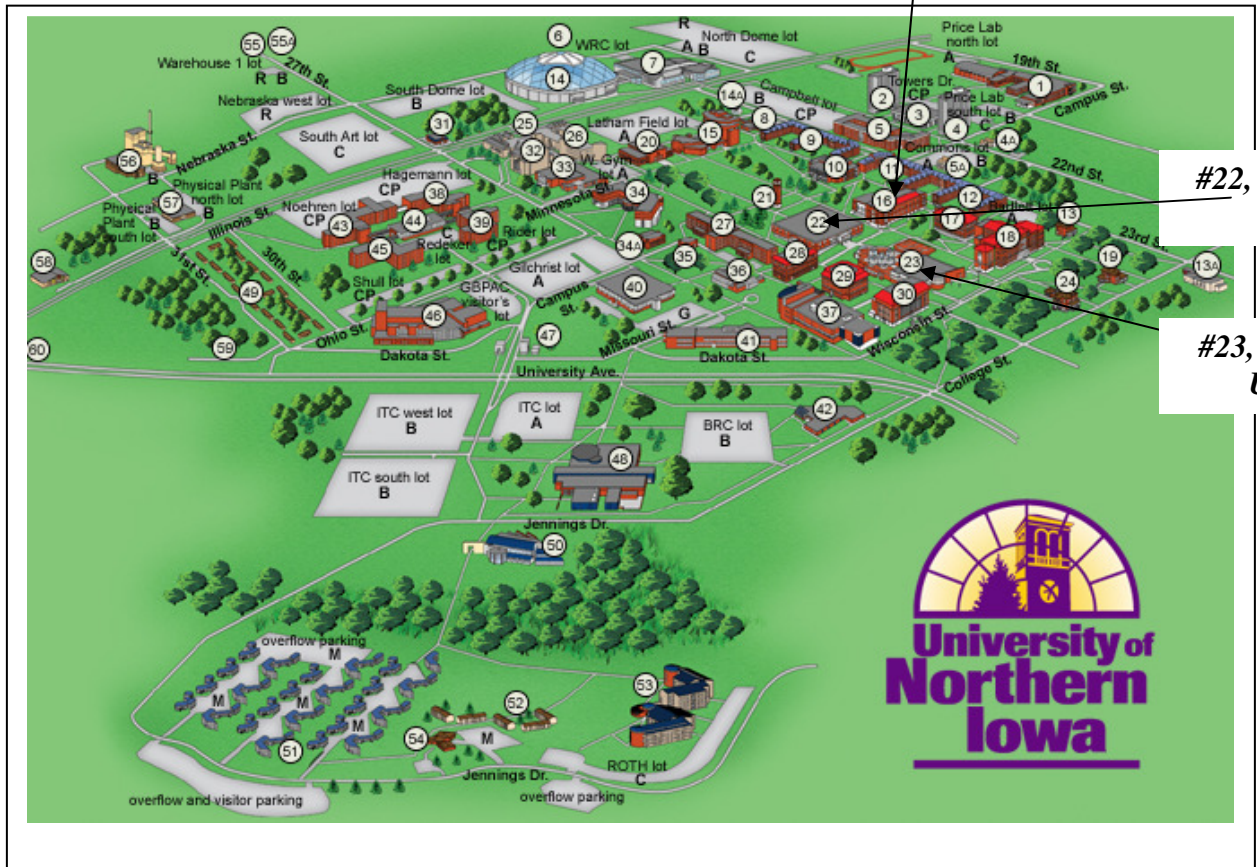 R
6
North Dome lot
Price Lab
north lot
55
55A
WRC lot
A
B
C
A
19th St.
27th St.
Warehouse 1 lot
R
B
14
7
1
Towers Dr.
CP
Campus St.
South Dome lot
B
14A
B
Campbell lot
CP
2
3
Price Lab
south lot
C
B
Nebraska west lot
R
31
25
26
Latham Field lot
A
20
15
8
9
5
4
4A
South Art lot
C
32
33
W. Gym
lot
A
10
11
Commons lot
A
5A
B
22nd St.
56
Nebraska St.
B
Hagemann lot
CP
38
Minnesota St.
34
21
16
12
#22,
57
Physical Plant
north lot
B
Noehren lot
CP
43
44
39
C
27
22
17
Bartlett lot
A
13
Physical
Plant
south lot
B
Illinois St.
45
Redeker
lot
CP
Rider lot
34A
35
28
18
23rd St.
58
31st St.
30th St.
Shull lot
CP
Gilchrist lot
A
36
23
19
13A
49
GBPAC
visitor's
lot
Campus
St.
40
29
30
24
46
G
37
Ohio St.
47
Missouri St.
41
Wisconsin St.
#23,
U
60
59
Dakota St.
Dakota St.
University Ave.
College St.
ITC west lot
B
ITC lot
A
BRC lot
B
42
48
ITC south lot
B
Jennings Dr.
50
overflow parking
M
M
M
M
53
52
51
54
M
Jennings Dr.
ROTH lot
C
overflow and visitor parking
overflow parking
University of
Northern
Iowa